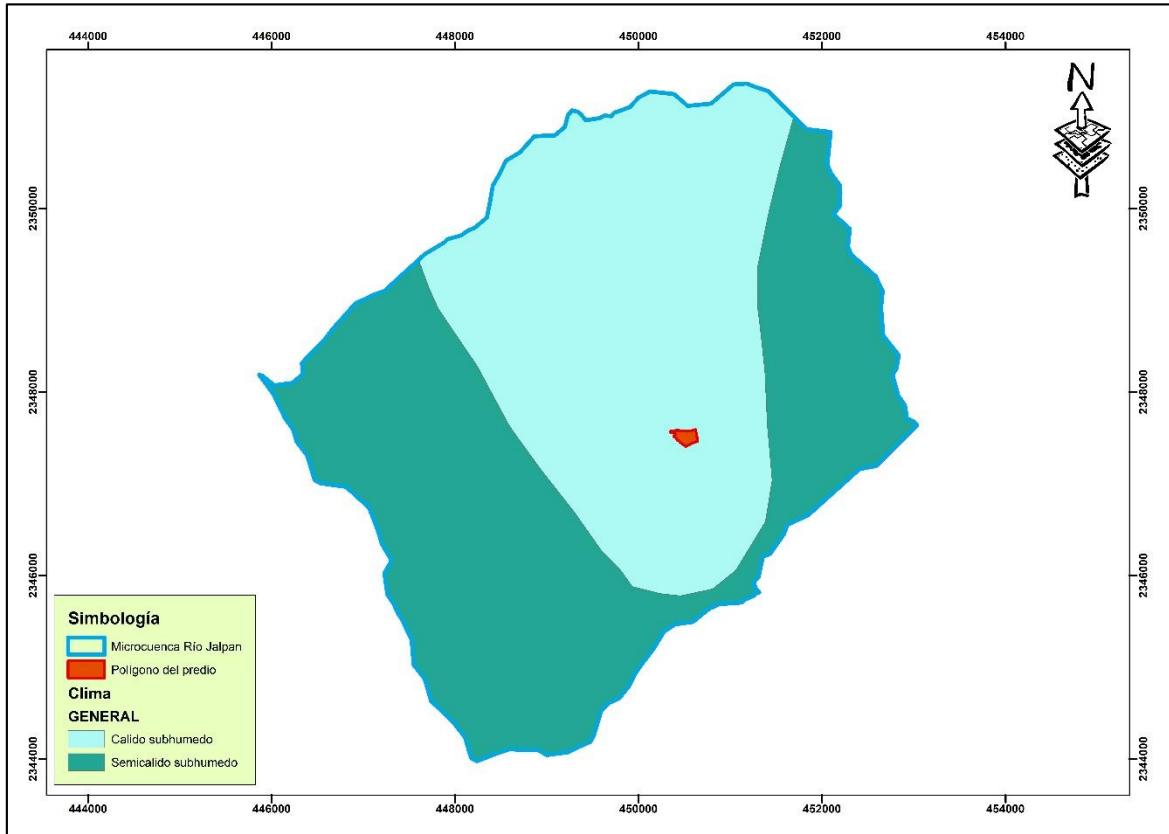 444000 446000 448000 450000 452000 454000
N
2350000 2350000
2348000 2348000
2346000 2346000
2344000 2344000
Simbología
Microcuenca Río Jalpan
Polígono del predio
Clima
GENERAL
Calido subhumedo
Semicalido subhumedo
444000 446000 448000 450000 452000 454000